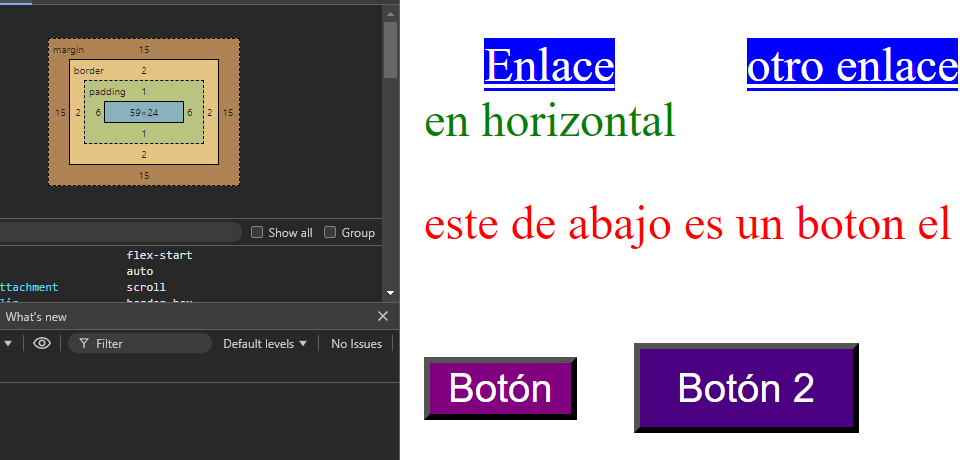 margin 15
border 2
padding 1
15 2 6 59×24 6 2 15
1
2
15
Show all Group
flex-start
auto
ttachment scroll
What's new
Filter Default levels No Issues
Enlace otro enlace
en horizontal
este de abajo es un boton el
Botón Botón 2